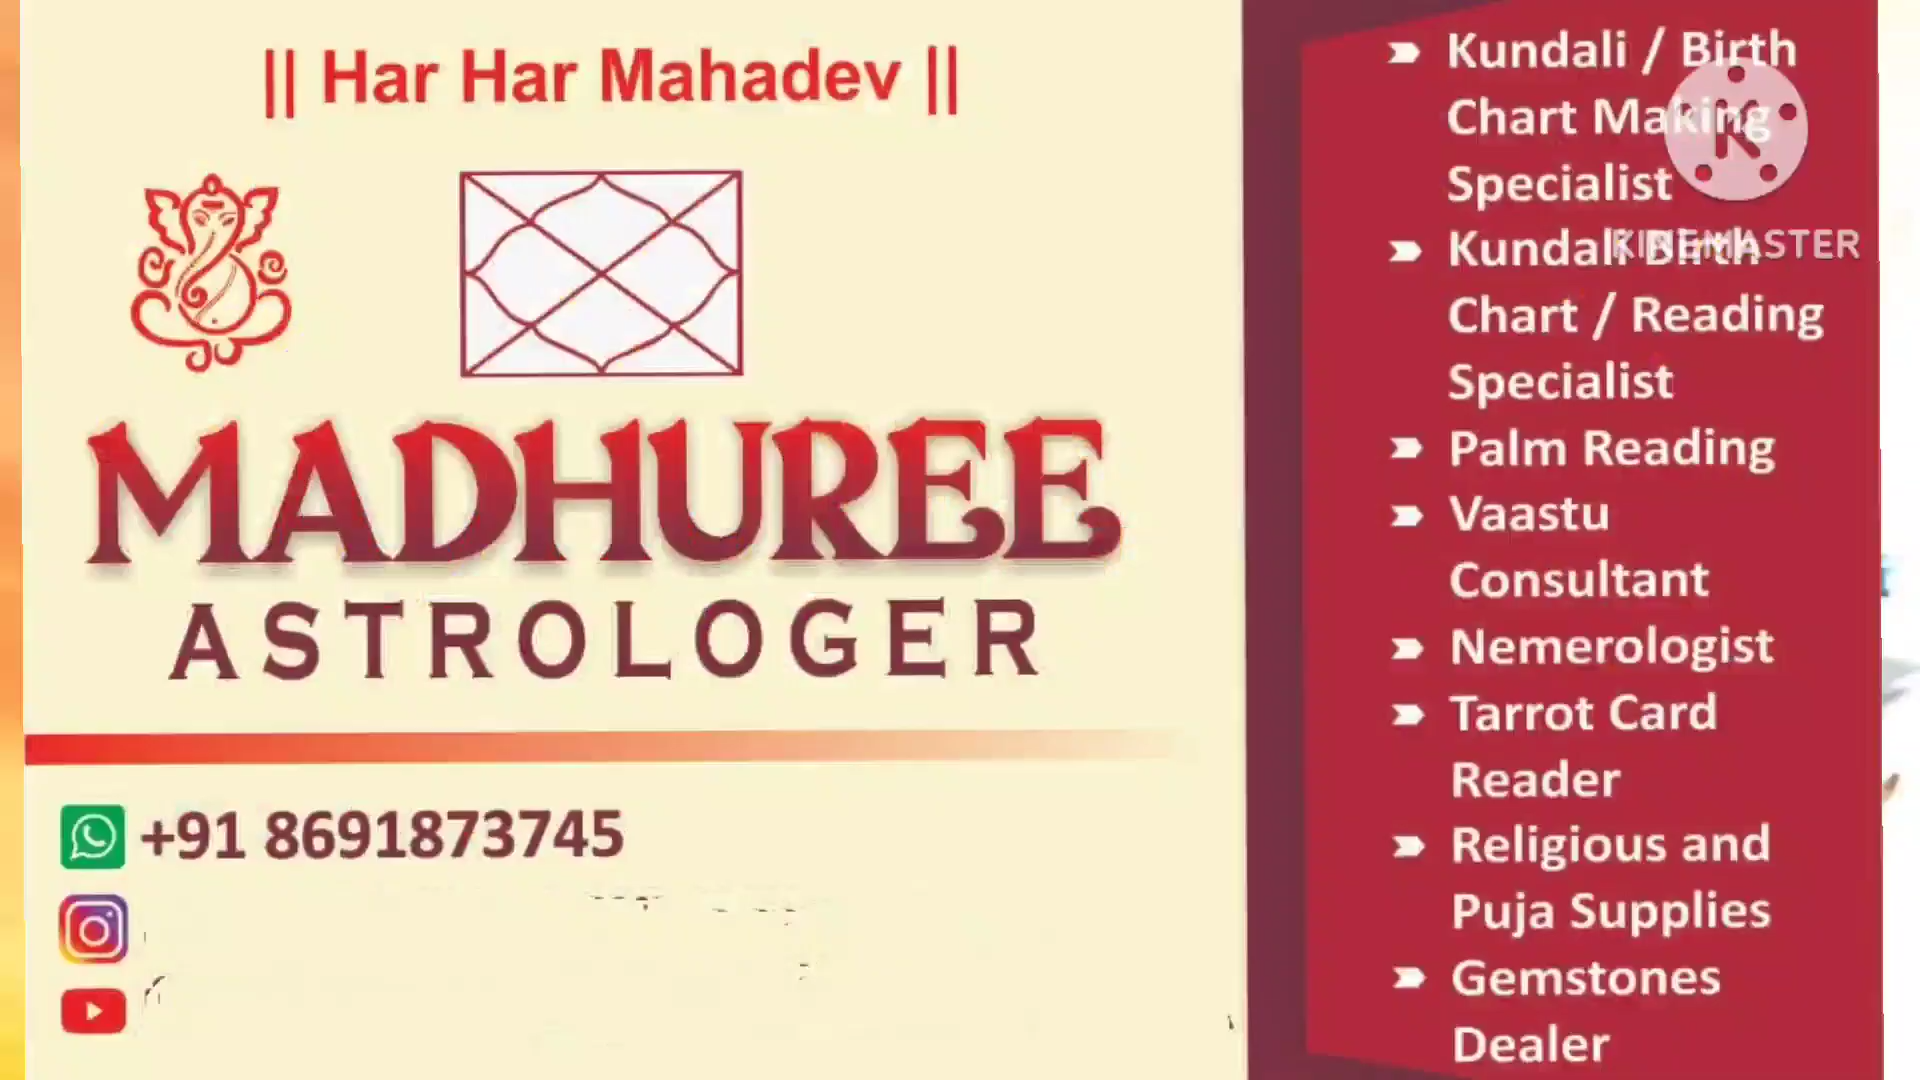 || Har Har Mahadev ||
MADHUREE
ASTROLOGER
+91 8691873745
Kundali / Birth
Chart Making
Specialist
Kundali Birth
Chart / Reading
Specialist
Palm Reading
Vaastu
Consultant
Nemerologist
Tarrot Card
Reader
Religious and
Puja Supplies
Gemstones
Dealer
K
KINEMASTER